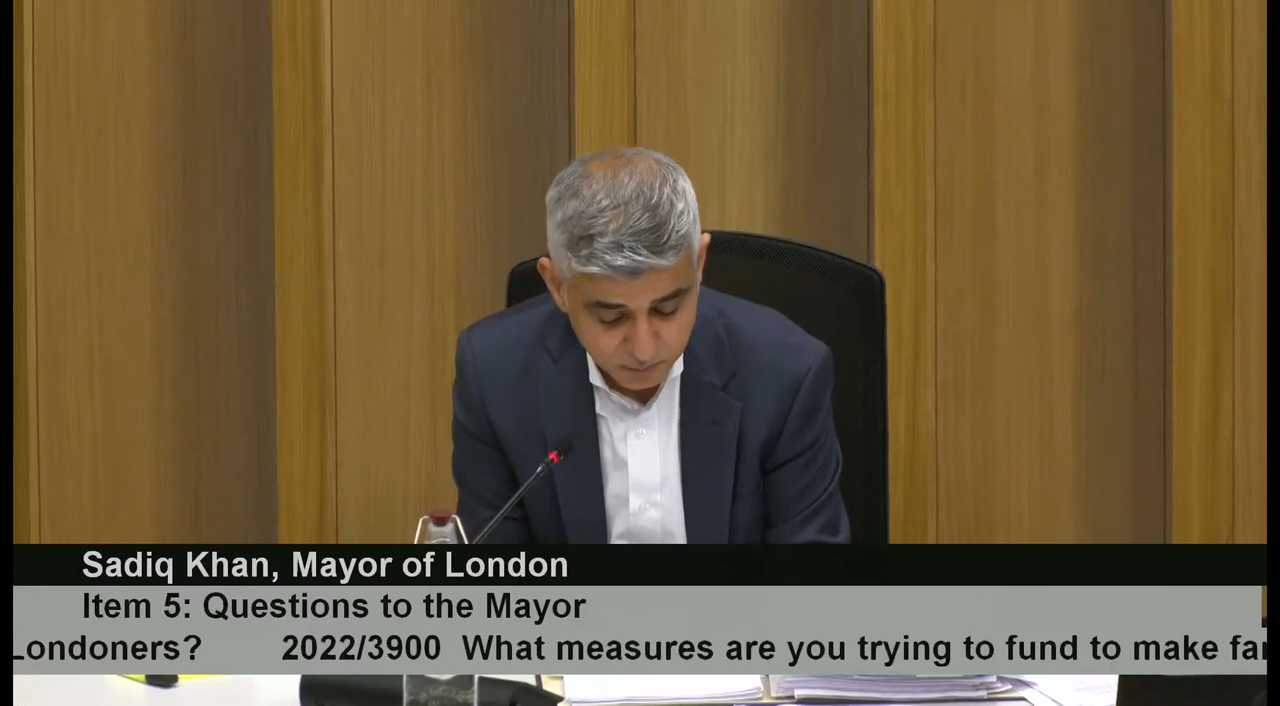 Sadiq Khan, Mayor of London
Item 5: Questions to the Mayor
Londoners? 2022/3900 What measures are you trying to fund to make